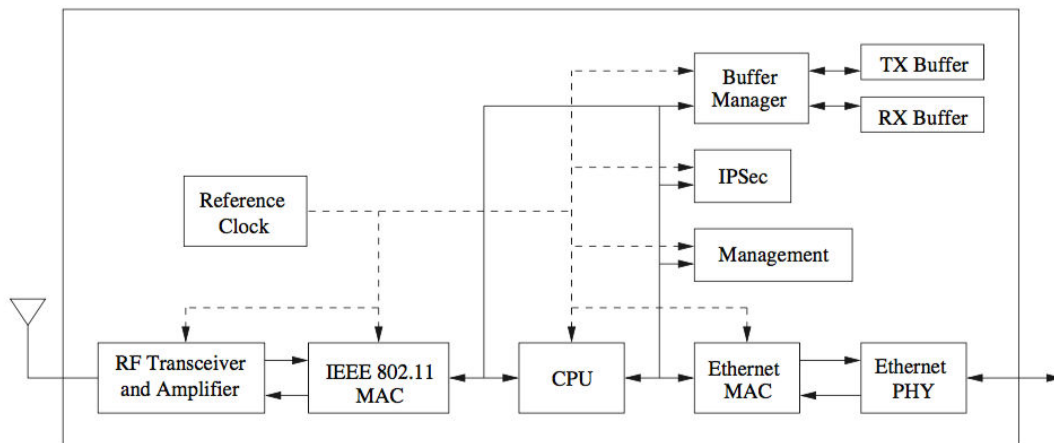 Buffer
Manager
TX Buffer
RX Buffer
IPSec
Reference
Clock
Management
RF Transceiver
and Amplifier
IEEE 802.11
MAC
CPU
Ethernet
MAC
Ethernet
PHY